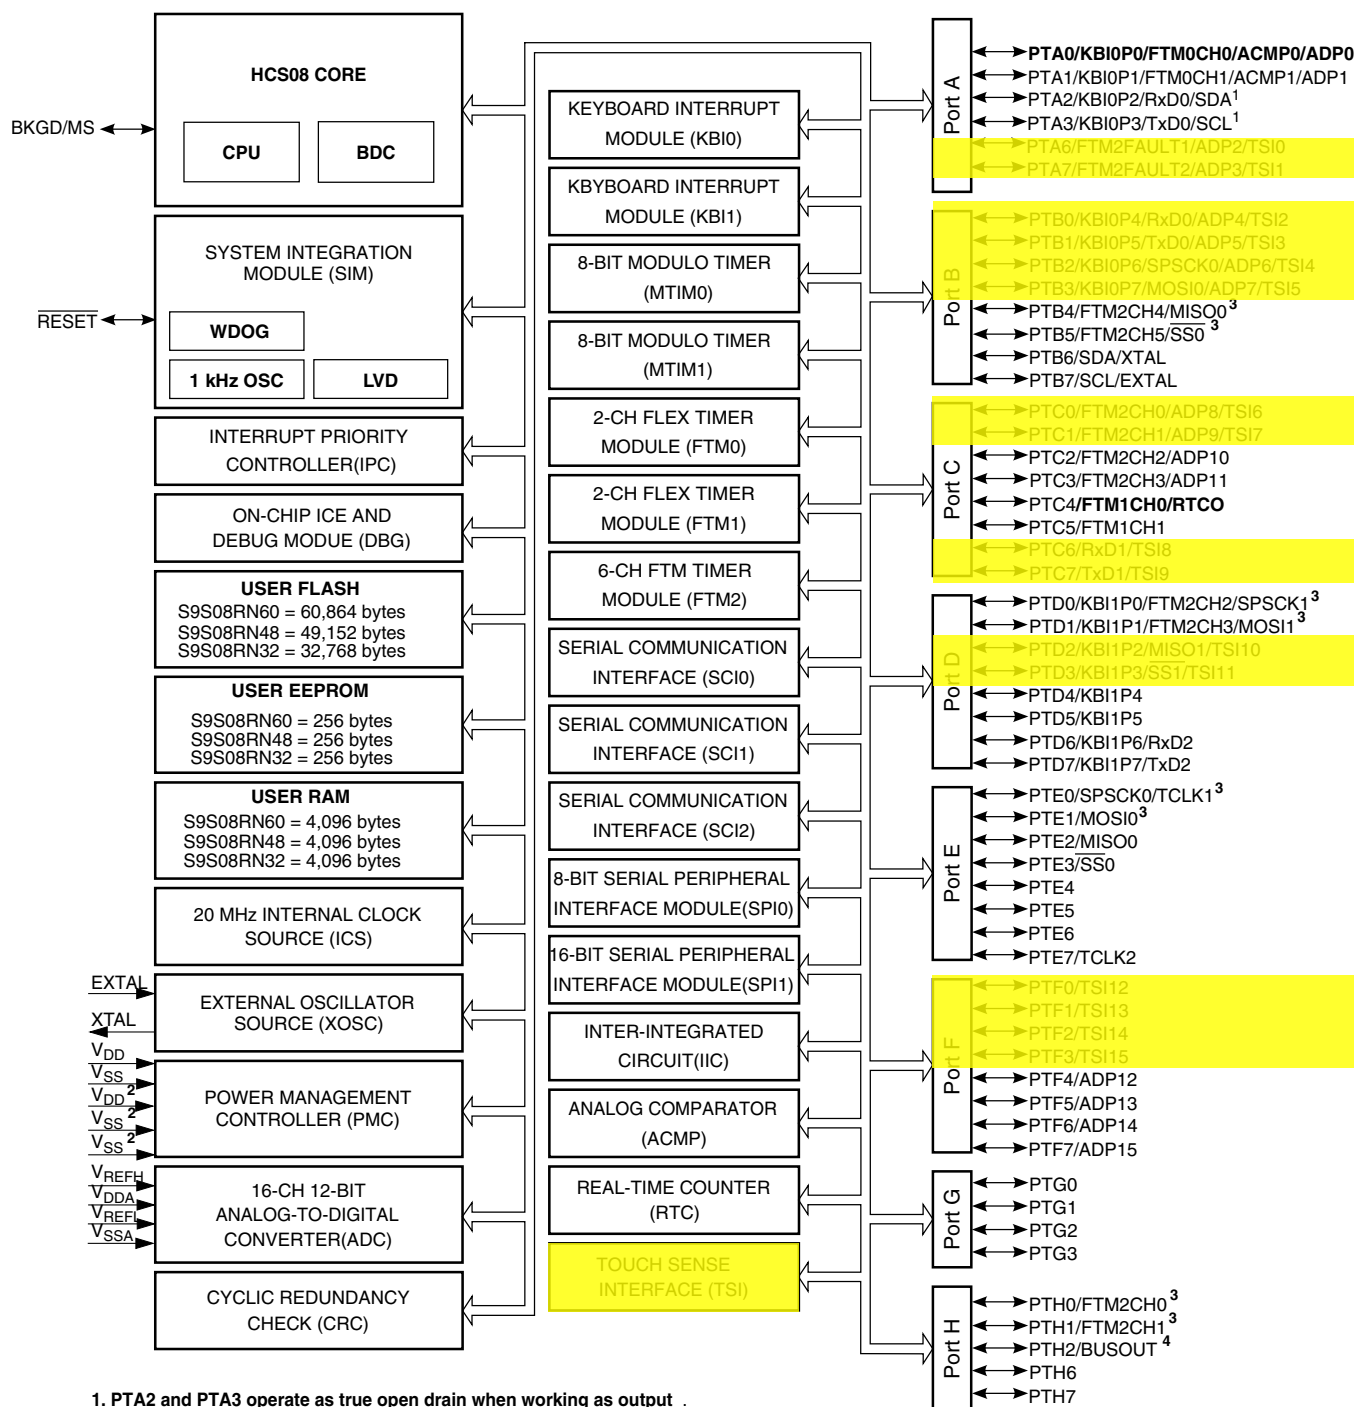 HCS08 CORE
BKGD/MS
CPU
BDC
SYSTEM INTEGRATION
MODULE (SIM)
RESET
WDOG
1 kHz OSC
LVD
INTERRUPT PRIORITY
CONTROLLER(IPC)
ON-CHIP ICE AND
DEBUG MODUE (DBG)
USER FLASH
S9S08RN60 = 60,864 bytes
S9S08RN48 = 49,152 bytes
S9S08RN32 = 32,768 bytes
USER EEPROM
S9S08RN60 = 256 bytes
S9S08RN48 = 256 bytes
S9S08RN32 = 256 bytes
USER RAM
S9S08RN60 = 4,096 bytes
S9S08RN48 = 4,096 bytes
S9S08RN32 = 4,096 bytes
20 MHz INTERNAL CLOCK
SOURCE (ICS)
EXTAL
XTAL
EXTERNAL OSCILLATOR
SOURCE (XOSC)
VDD
VSS
VDD 2
VSS 2
VSS 2
POWER MANAGEMENT
CONTROLLER (PMC)
VREFH
VDDA
VREFL
VSSA
16-CH 12-BIT
ANALOG-TO-DIGITAL
CONVERTER(ADC)
CYCLIC REDUNDANCY
CHECK (CRC)
KEYBOARD INTERRUPT
MODULE (KBI0)
KBYBOARD INTERRUPT
MODULE (KBI1)
8-BIT MODULO TIMER
(MTIM0)
8-BIT MODULO TIMER
(MTIM1)
2-CH FLEX TIMER
MODULE (FTM0)
2-CH FLEX TIMER
MODULE (FTM1)
6-CH FTM TIMER
MODULE (FTM2)
SERIAL COMMUNICATION
INTERFACE (SCI0)
SERIAL COMMUNICATION
INTERFACE (SCI1)
SERIAL COMMUNICATION
INTERFACE (SCI2)
8-BIT SERIAL PERIPHERAL
INTERFACE MODULE(SPI0)
16-BIT SERIAL PERIPHERAL
INTERFACE MODULE(SPI1)
INTER-INTEGRATED
CIRCUIT(IIC)
ANALOG COMPARATOR
(ACMP)
REAL-TIME COUNTER
(RTC)
TOUCH SENSE
INTERFACE (TSI)
Port A
PTA0/KBI0P0/FTM0CH0/ACMP0/ADP0
PTA1/KBI0P1/FTM0CH1/ACMP1/ADP1
PTA2/KBI0P2/RxD0/SDA1
PTA3/KBI0P3/TxD0/SCL1
PTA6/FTM2FAULT1/ADP2/TSI0
PTA7/FTM2FAULT2/ADP3/TSI1
Port B
PTB0/KBI0P4/RxD0/ADP4/TSI2
PTB1/KBI0P5/TxD0/ADP5/TSI3
PTB2/KBI0P6/SPSCK0/ADP6/TSI4
PTB3/KBI0P7/MOSI0/ADP7/TSI5
PTB4/FTM2CH4/MISO0 3
PTB5/FTM2CH5/SS0 3
PTB6/SDA/XTAL
PTB7/SCL/EXTAL
Port C
PTC0/FTM2CH0/ADP8/TSI6
PTC1/FTM2CH1/ADP9/TSI7
PTC2/FTM2CH2/ADP10
PTC3/FTM2CH3/ADP11
PTC4/FTM1CH0/RTCO
PTC5/FTM1CH1
PTC6/RxD1/TSI8
PTC7/TxD1/TSI9
Port D
PTD0/KBI1P0/FTM2CH2/SPSCK1 3
PTD1/KBI1P1/FTM2CH3/MOSI1 3
PTD2/KBI1P2/MISO1/TSI10
PTD3/KBI1P3/SS1/TSI11
PTD4/KBI1P4
PTD5/KBI1P5
PTD6/KBI1P6/RxD2
PTD7/KBI1P7/TxD2
Port E
PTE0/SPSCK0/TCLK1 3
PTE1/MOSI0 3
PTE2/MISO0
PTE3/SS0
PTE4
PTE5
PTE6
PTE7/TCLK2
Port F
PTF0/TSI12
PTF1/TSI13
PTF2/TSI14
PTF3/TSI15
PTF4/ADP12
PTF5/ADP13
PTF6/ADP14
PTF7/ADP15
Port G
PTG0
PTG1
PTG2
PTG3
Port H
PTH0/FTM2CH0 3
PTH1/FTM2CH1 3
PTH2/BUSOUT 4
PTH6
PTH7
1. PTA2 and PTA3 operate as true open drain when working as output .